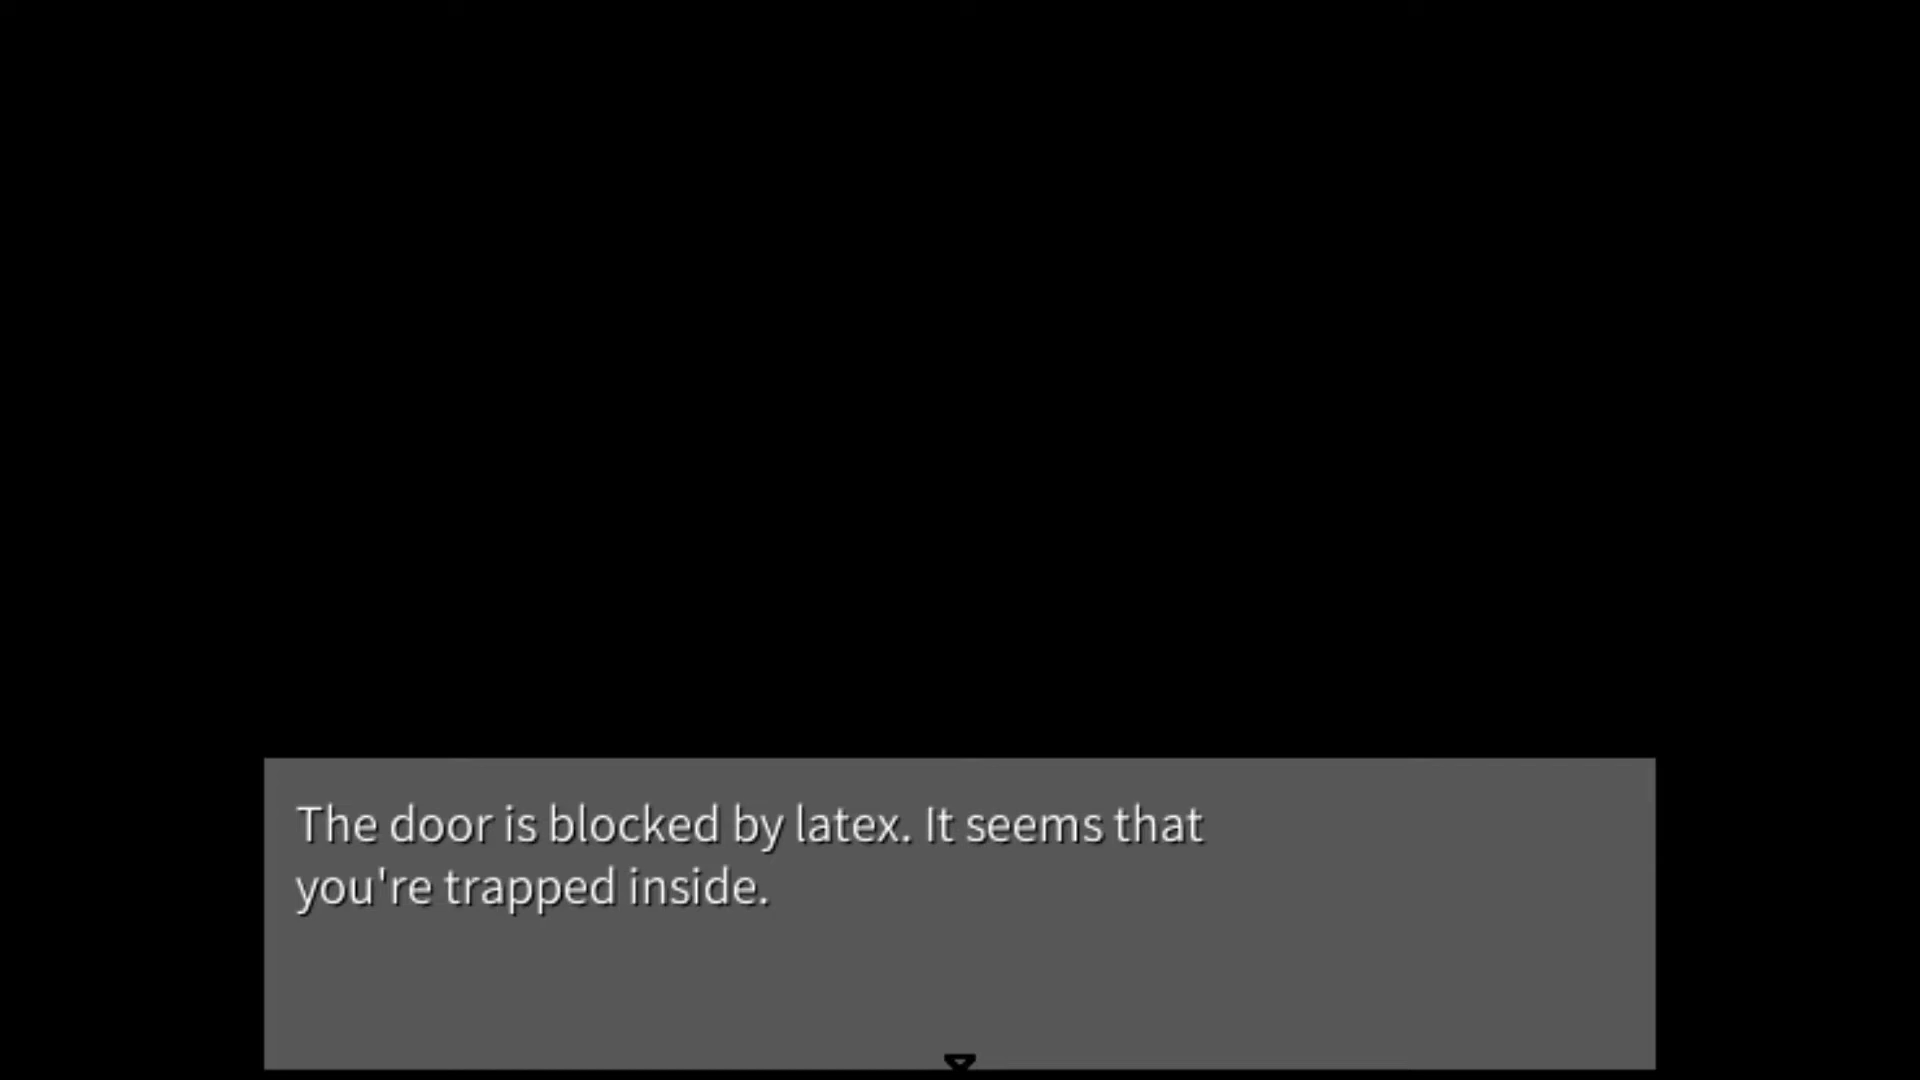 The door is blocked by latex. It seems that
you're trapped inside.